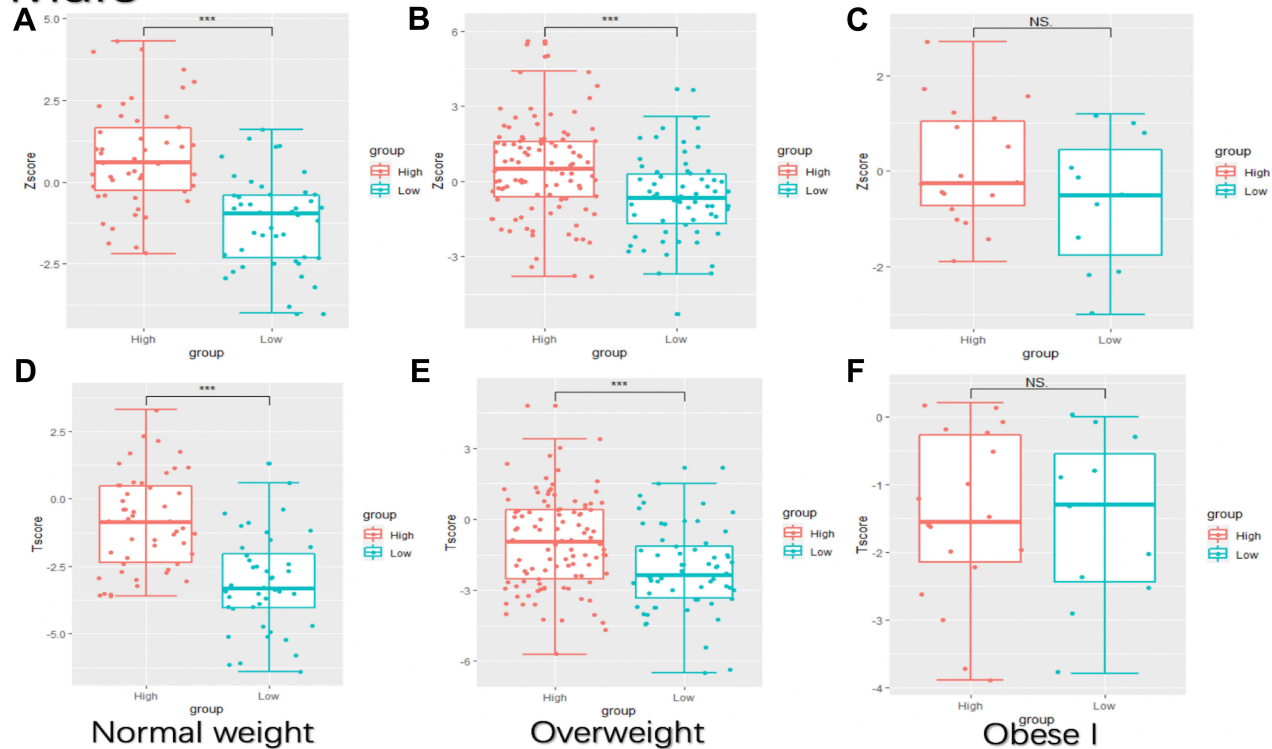 A
5.0
2.5
0.0
-2.5
Zscore
***
High
Low
group
group
High
Low
B
6
3
0
-3
Zscore
***
High
Low
group
group
High
Low
C
2
0
-2
Zscore
NS.
High
Low
group
group
High
Low
D
2.5
0.0
-2.5
-5.0
Tscore
***
High
Low
group
group
High
Low
E
3
0
-3
-6
Tscore
***
High
Low
group
group
High
Low
F
0
-1
-2
-3
-4
Tscore
NS.
High
Low
group
group
High
Low
Normal weight
Overweight
Obese I